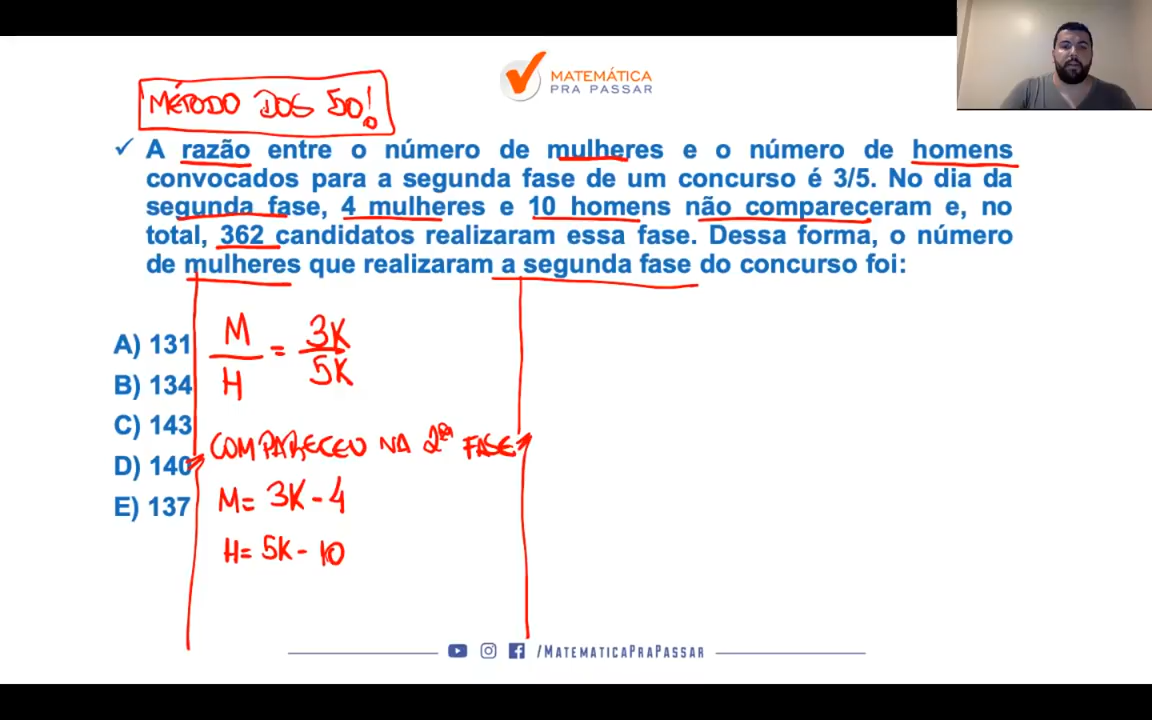 MATEMÁTICA
PRA PASSAR
MÉTODO DOS 50!
✓ A razão entre o número de mulheres e o número de homens
convocados para a segunda fase de um concurso é 3/5. No dia da
segunda fase, 4 mulheres e 10 homens não compareceram e, no
total, 362 candidatos realizaram essa fase. Dessa forma, o número
de mulheres que realizaram a segunda fase do concurso foi:
A) 131
B) 134
C) 143
D) 140
E) 137
M/H = 3K/5K
COMPARECEU NA 2ª FASE
M= 3K - 4
H= 5K - 10
/MATEMATICAPRAPASSAR